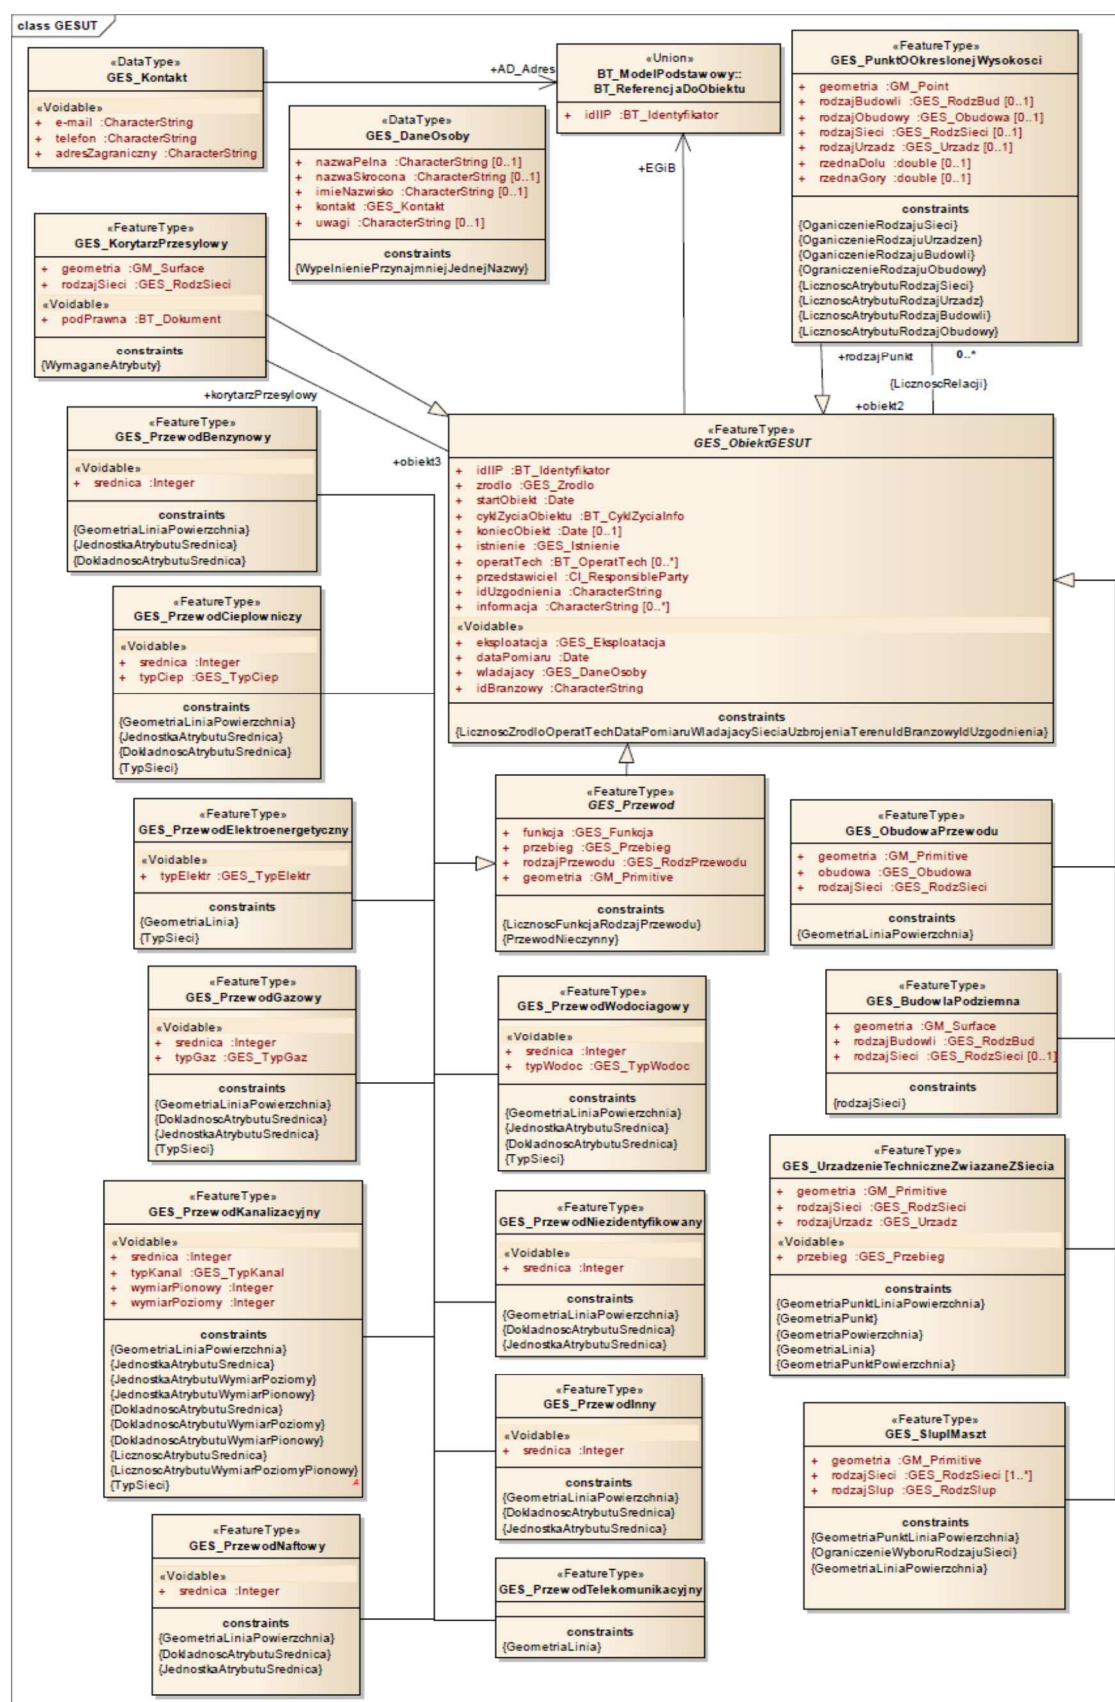 class GESUT
«DataType»
GES_Kontakt
«Voidable»
+ e-mail :CharacterString
+ telefon :CharacterString
+ adresZagraniczny :CharacterString
+AD_Adres
«Union»
BT_ModelPodstawowy::
BT_ReferencjaDoObiektu
+ idIIP :BT_Identyfikator
+EGiB
«DataType»
GES_DaneOsoby
+ nazwaPelna :CharacterString [0..1]
+ nazwaSkrocona :CharacterString [0..1]
+ imieNazwisko :CharacterString [0..1]
+ kontakt :GES_Kontakt
+ uwagi :CharacterString [0..1]
constraints
{WypelnieniePrzynajmniejJednejNazwy}
«FeatureType»
GES_PunktOOkreslonejWysokosci
+ geometria :GM_Point
+ rodzajBudowli :GES_RodzBud [0..1]
+ rodzajObudowy :GES_Obudowa [0..1]
+ rodzajSieci :GES_RodzSieci [0..1]
+ rodzajUrzadz :GES_Urzadz [0..1]
+ rzednaDolu :double [0..1]
+ rzednaGory :double [0..1]
constraints
{OganiczenieRodzajuSieci}
{OganiczenieRodzajuUrzadzen}
{OganiczenieRodzajuBudowli}
{OgraniczenieRodzajuObudowy}
{LicznoscAtrybutuRodzajSieci}
{LicznoscAtrybutuRodzajUrzadz}
{LicznoscAtrybutuRodzajBudowli}
{LicznoscAtrybutuRodzajObudowy}
+rodzajPunkt
0..*
{LicznoscRelacji}
+obiekt2
«FeatureType»
GES_KorytarzPrzesylowy
+ geometria :GM_Surface
+ rodzajSieci :GES_RodzSieci
«Voidable»
+ podPrawna :BT_Dokument
constraints
{WymaganeAtrybuty}
+korytarzPrzesylowy
+obiekt3
«FeatureType»
GES_ObiektGESUT
+ idIIP :BT_Identyfikator
+ zrodlo :GES_Zrodlo
+ startObiekt :Date
+ cyklZyciaObiektu :BT_CyklZyciaInfo
+ koniecObiekt :Date [0..1]
+ istnienie :GES_Istnienie
+ operatTech :BT_OperatTech [0..*]
+ przedstawiciel :CI_ResponsibleParty
+ idUzgodnienia :CharacterString
+ informacja :CharacterString [0..*]
«Voidable»
+ eksploatacja :GES_Eksploatacja
+ dataPomiaru :Date
+ wladajacy :GES_DaneOsoby
+ idBranzowy :CharacterString
constraints
{LicznoscZrodloOperatTechDataPomiaruWladajacySieciaUzbrojeniaTerenuIdBranzowyIdUzgodnienia}
«FeatureType»
GES_PrzewodBenzynowy
«Voidable»
+ srednica :Integer
constraints
{GeometriaLiniaPowierzchnia}
{JednostkaAtrybutuSrednica}
{DokladnoscAtrybutuSrednica}
«FeatureType»
GES_PrzewodCieplowniczy
«Voidable»
+ srednica :Integer
+ typCiep :GES_TypCiep
constraints
{GeometriaLiniaPowierzchnia}
{JednostkaAtrybutuSrednica}
{DokladnoscAtrybutuSrednica}
{TypSieci}
«FeatureType»
GES_Przewod
+ funkcja :GES_Funkcja
+ przebieg :GES_Przebieg
+ rodzajPrzewodu :GES_RodzPrzewodu
+ geometria :GM_Primitive
constraints
{LicznoscFunkcjaRodzajPrzewodu}
{PrzewodNieczynny}
«FeatureType»
GES_PrzewodElektroenergetyczny
«Voidable»
+ typElektr :GES_TypElektr
constraints
{GeometriaLinia}
{TypSieci}
«FeatureType»
GES_ObudowaPrzewodu
+ geometria :GM_Primitive
+ obudowa :GES_Obudowa
+ rodzajSieci :GES_RodzSieci
constraints
{GeometriaLiniaPowierzchnia}
«FeatureType»
GES_PrzewodGazowy
«Voidable»
+ srednica :Integer
+ typGaz :GES_TypGaz
constraints
{GeometriaLiniaPowierzchnia}
{DokladnoscAtrybutuSrednica}
{JednostkaAtrybutuSrednica}
{TypSieci}
«FeatureType»
GES_PrzewodWodociagowy
«Voidable»
+ srednica :Integer
+ typWodoc :GES_TypWodoc
constraints
{GeometriaLiniaPowierzchnia}
{JednostkaAtrybutuSrednica}
{DokladnoscAtrybutuSrednica}
{TypSieci}
«FeatureType»
GES_BudowlaPodziemna
+ geometria :GM_Surface
+ rodzajBudowli :GES_RodzBud
+ rodzajSieci :GES_RodzSieci [0..1]
constraints
{rodzajSieci}
«FeatureType»
GES_UrzadzenieTechniczneZwiazaneZSiecia
+ geometria :GM_Primitive
+ rodzajSieci :GES_RodzSieci
+ rodzajUrzadz :GES_Urzadz
«Voidable»
+ przebieg :GES_Przebieg
constraints
{GeometriaPunktLiniaPowierzchnia}
{GeometriaPunkt}
{GeometriaPowierzchnia}
{GeometriaLinia}
{GeometriaPunktPowierzchnia}
«FeatureType»
GES_PrzewodKanalizacyjny
«Voidable»
+ srednica :Integer
+ typKanal :GES_TypKanal
+ wymiarPionowy :Integer
+ wymiarPoziomy :Integer
constraints
{GeometriaLiniaPowierzchnia}
{JednostkaAtrybutuSrednica}
{JednostkaAtrybutuWymiarPoziomy}
{JednostkaAtrybutuWymiarPionowy}
{DokladnoscAtrybutuSrednica}
{DokladnoscAtrybutuWymiarPoziomy}
{DokladnoscAtrybutuWymiarPionowy}
{LicznoscAtrybutuSrednica}
{LicznoscAtrybutuWymiarPoziomyPionowy}
{TypSieci}
«FeatureType»
GES_PrzewodNiezidentyfikowany
«Voidable»
+ srednica :Integer
constraints
{GeometriaLiniaPowierzchnia}
{DokladnoscAtrybutuSrednica}
{JednostkaAtrybutuSrednica}
«FeatureType»
GES_PrzewodInny
«Voidable»
+ srednica :Integer
constraints
{GeometriaLiniaPowierzchnia}
{DokladnoscAtrybutuSrednica}
{JednostkaAtrybutuSrednica}
«FeatureType»
GES_SlupIMaszt
+ geometria :GM_Primitive
+ rodzajSieci :GES_RodzSieci [1..*]
+ rodzajSlup :GES_RodzSlup
constraints
{GeometriaPunktLiniaPowierzchnia}
{OgraniczenieWyboruRodzajuSieci}
{GeometriaLiniaPowierzchnia}
«FeatureType»
GES_PrzewodNaftowy
«Voidable»
+ srednica :Integer
constraints
{GeometriaLiniaPowierzchnia}
{DokladnoscAtrybutuSrednica}
{JednostkaAtrybutuSrednica}
«FeatureType»
GES_PrzewodTelekomunikacyjny
constraints
{GeometriaLinia}